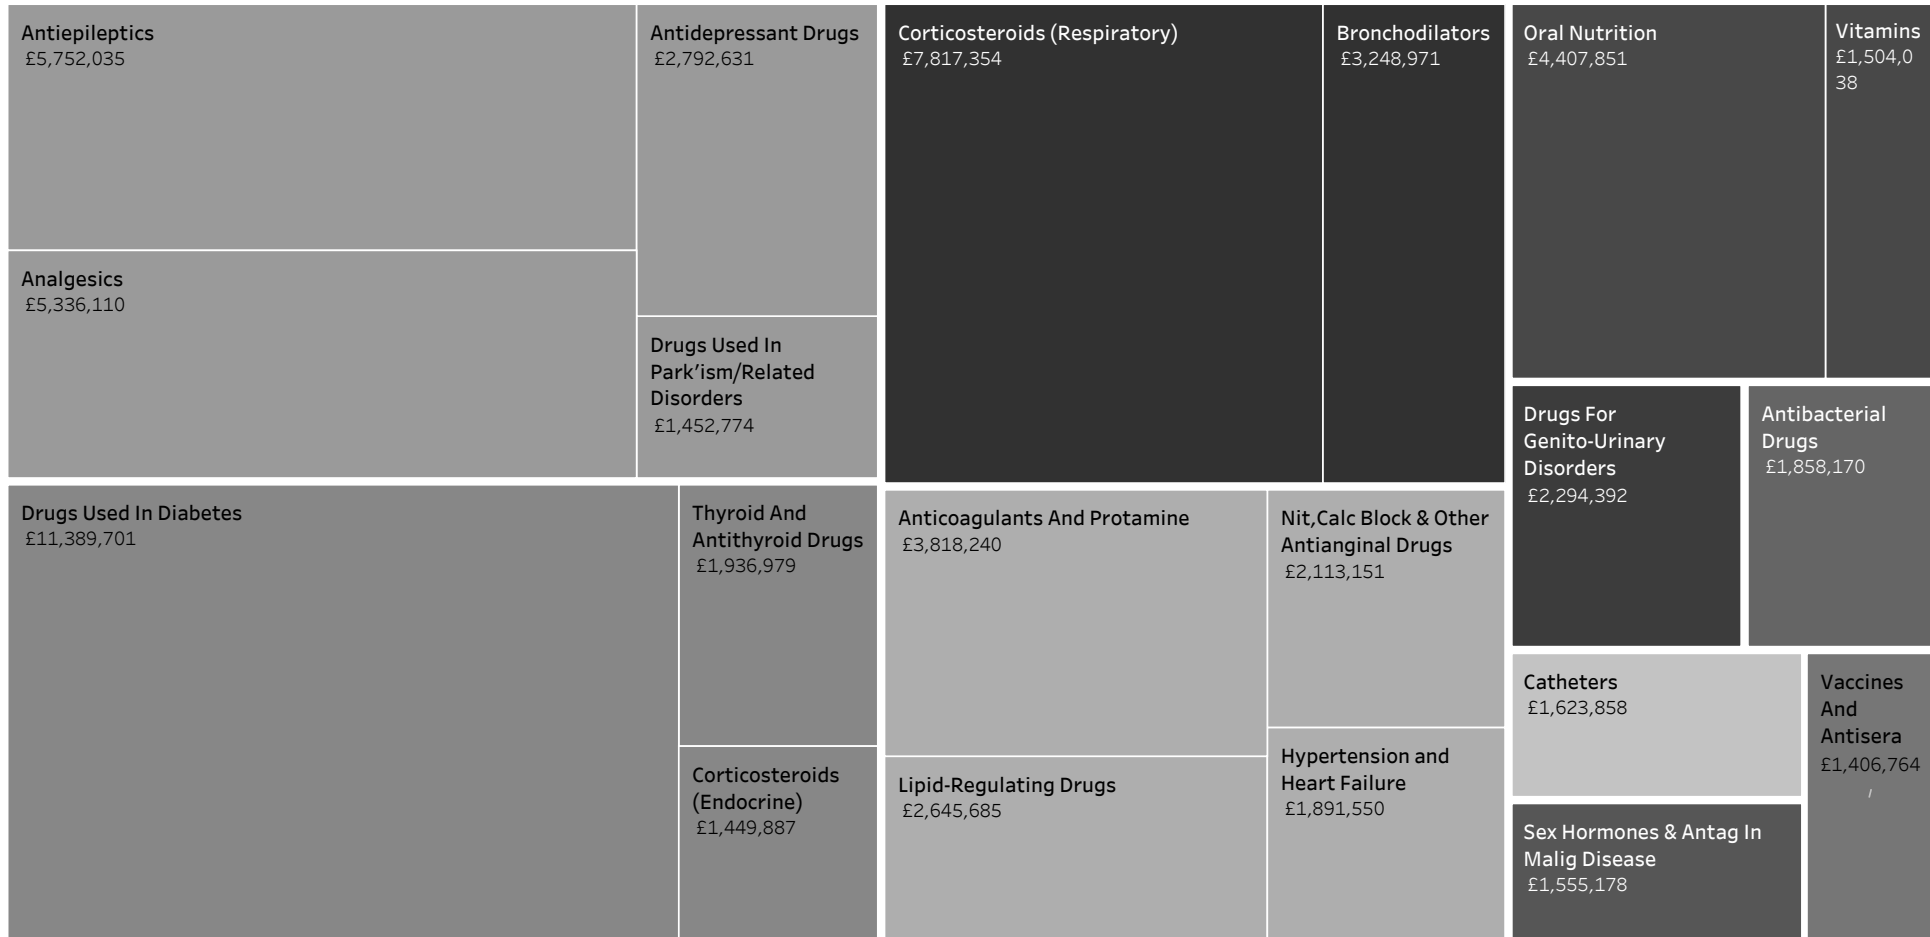 Antiepileptics
£5,752,035
Antidepressant Drugs
£2,792,631
Analgesics
£5,336,110
Drugs Used In
Park’ism/Related
Disorders
£1,452,774
Drugs Used In Diabetes
£11,389,701
Thyroid And
Antithyroid Drugs
£1,936,979
Corticosteroids
(Endocrine)
£1,449,887
Corticosteroids (Respiratory)
£7,817,354
Bronchodilators
£3,248,971
Anticoagulants And Protamine
£3,818,240
Nit,Calc Block & Other
Antianginal Drugs
£2,113,151
Lipid-Regulating Drugs
£2,645,685
Hypertension and
Heart Failure
£1,891,550
Oral Nutrition
£4,407,851
Vitamins
£1,504,0
38
Drugs For
Genito-Urinary
Disorders
£2,294,392
Antibacterial
Drugs
£1,858,170
Catheters
£1,623,858
Vaccines
And
Antisera
£1,406,764
/
Sex Hormones & Antag In
Malig Disease
£1,555,178